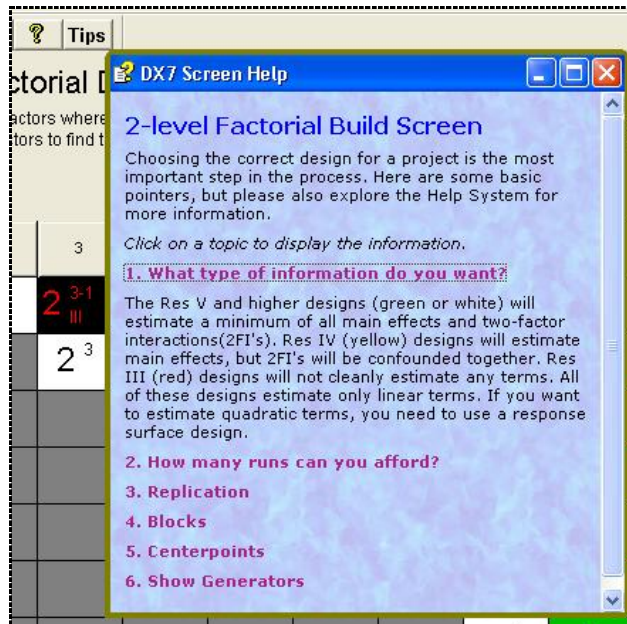 ? Tips
ctorial D
actors where
tors to find t
DX7 Screen Help
2-level Factorial Build Screen
Choosing the correct design for a project is the most
important step in the process. Here are some basic
pointers, but please also explore the Help System for
more information.
Click on a topic to display the information.
1. What type of information do you want?
The Res V and higher designs (green or white) will
estimate a minimum of all main effects and two-factor
interactions(2FI's). Res IV (yellow) designs will estimate
main effects, but 2FI's will be confounded together. Res
III (red) designs will not cleanly estimate any terms. All
of these designs estimate only linear terms. If you want
to estimate quadratic terms, you need to use a response
surface design.
2. How many runs can you afford?
3. Replication
4. Blocks
5. Centerpoints
6. Show Generators
3
2 3-1 III
2 3